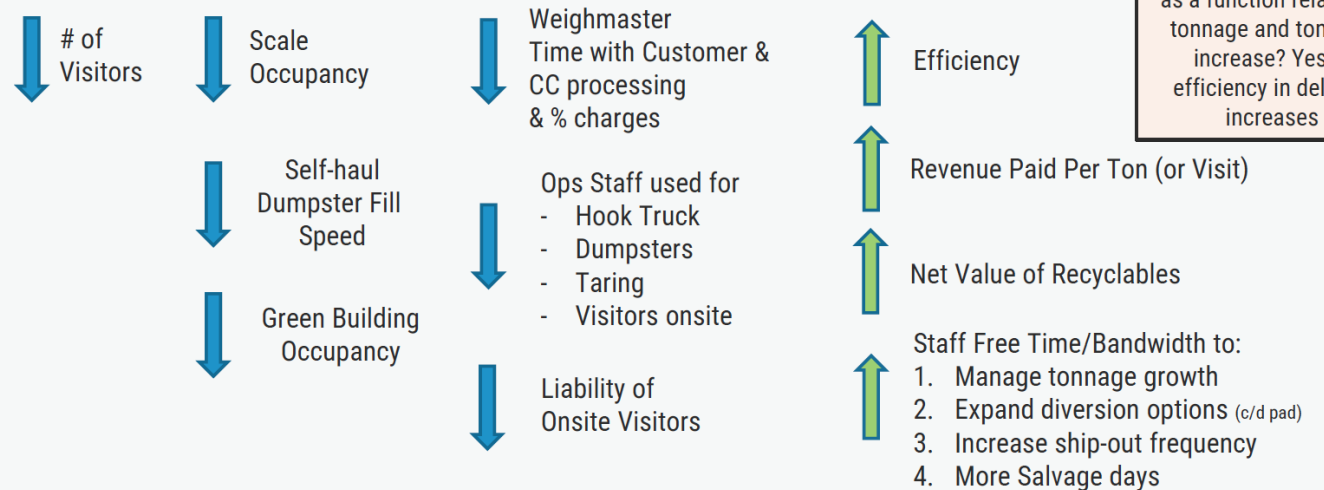 # of
Visitors
Scale
Occupancy
Self-haul
Dumpster Fill
Speed
Green Building
Occupancy
Weighmaster
Time with Customer &
CC processing
& % charges
Ops Staff used for
- Hook Truck
- Dumpsters
- Taring
- Visitors onsite
Liability of
Onsite Visitors
Efficiency
Revenue Paid Per Ton (or Visit)
Net Value of Recyclables
Staff Free Time/Bandwidth to:
1. Manage tonnage growth
2. Expand diversion options (c/d pad)
3. Increase ship-out frequency
4. More Salvage days
as a function
tonnage and
increase? Yes
efficiency in
increases